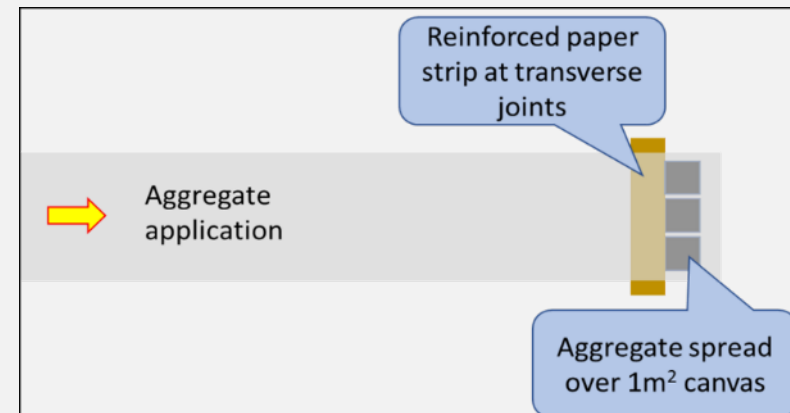 Reinforced paper
strip at transverse
joints
Aggregate
application
Aggregate spread
over 1m² canvas